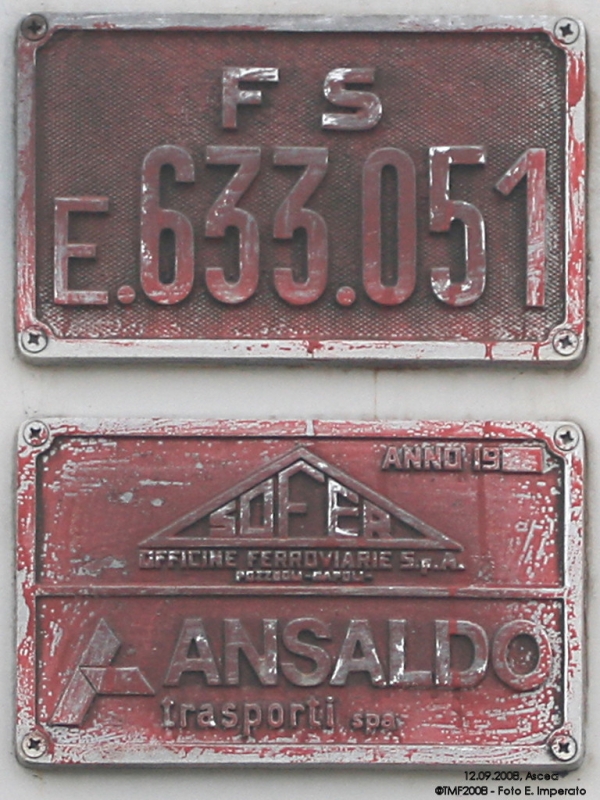 FS
E.633.051
ANNO 19
SOFER
OFFICINE FERROVIARIE S.p.A.
POZZUOLI-NAPOLI-
ANSALDO
trasporti spa
12.09.2008, Ascea
©TMF2008 - Foto E. Imperato